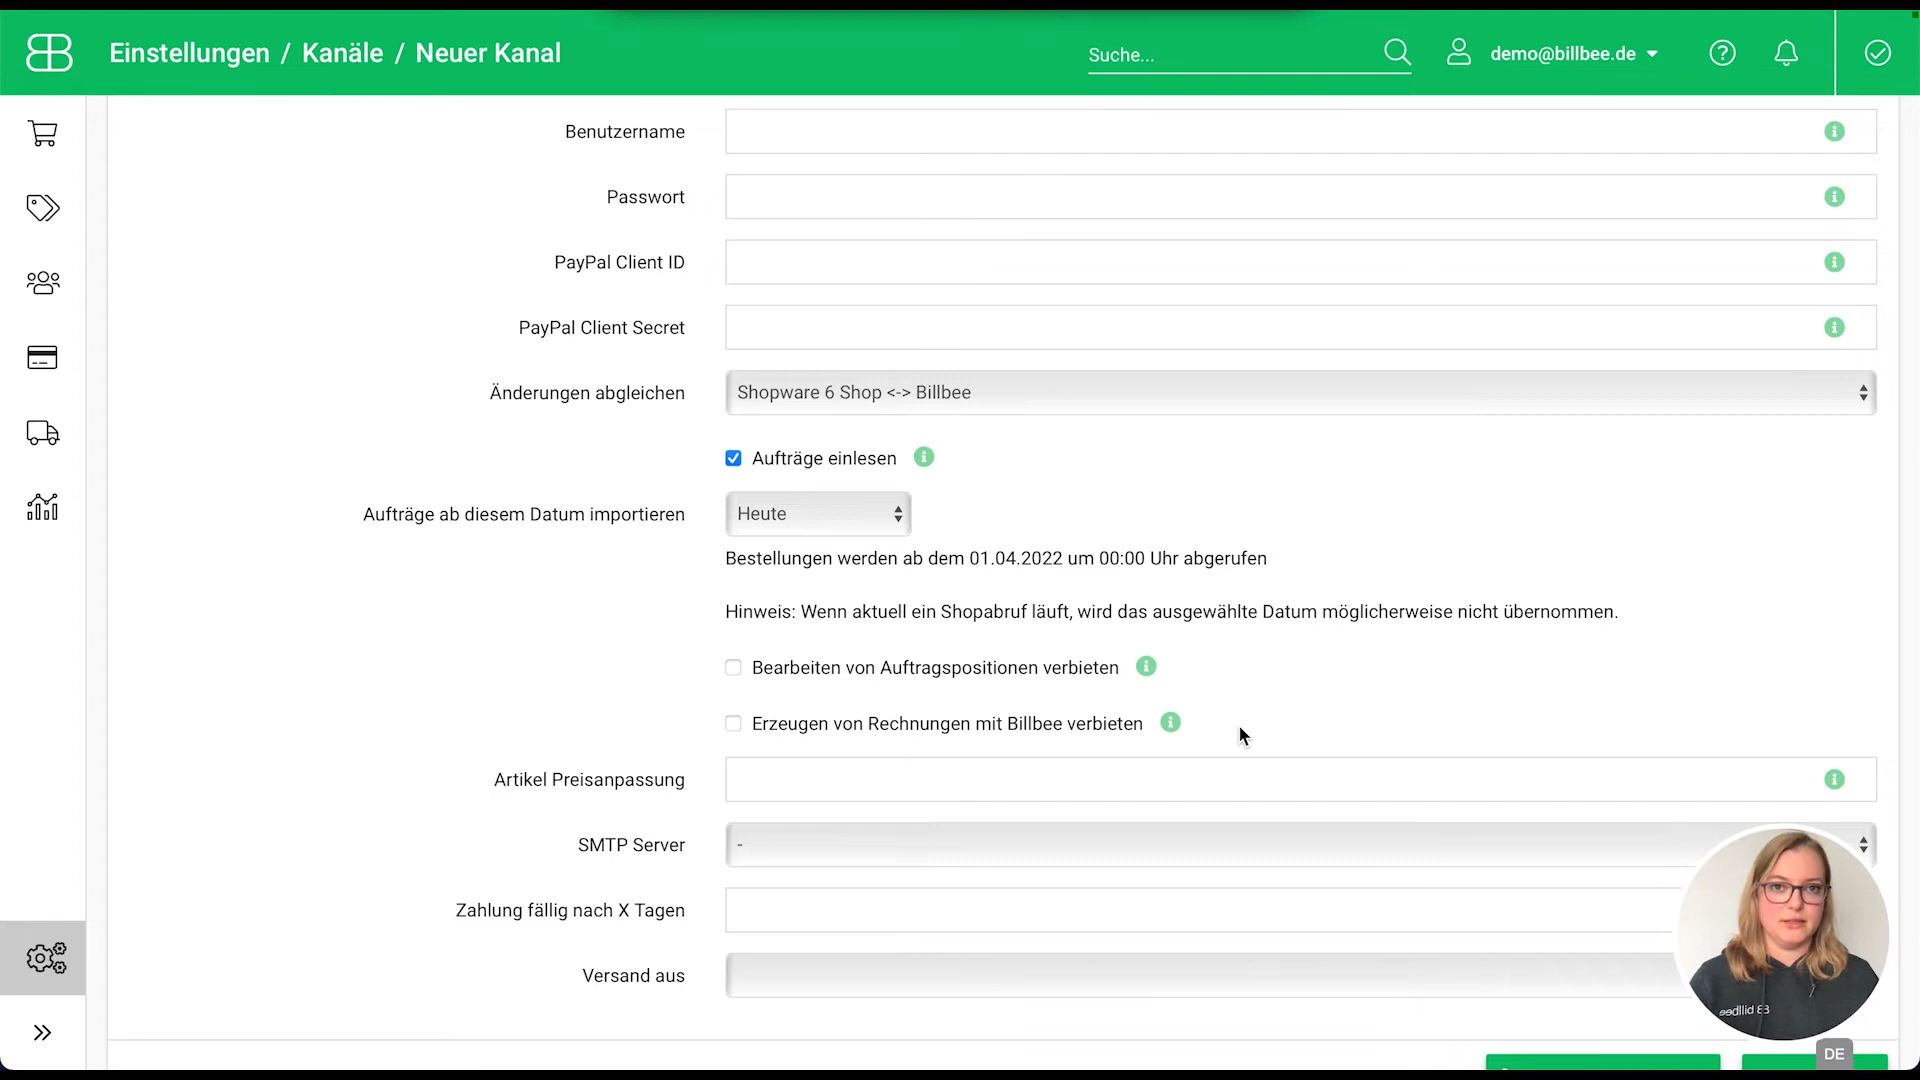 Einstellungen / Kanäle / Neuer Kanal
Suche...
demo@billbee.de
Benutzername
Passwort
PayPal Client ID
PayPal Client Secret
Änderungen abgleichen
Shopware 6 Shop <-> Billbee
Aufträge einlesen
Aufträge ab diesem Datum importieren
Heute
Bestellungen werden ab dem 01.04.2022 um 00:00 Uhr abgerufen
Hinweis: Wenn aktuell ein Shopabruf läuft, wird das ausgewählte Datum möglicherweise nicht übernommen.
Bearbeiten von Auftragspositionen verbieten
Erzeugen von Rechnungen mit Billbee verbieten
Artikel Preisanpassung
SMTP Server
-
Zahlung fällig nach X Tagen
Versand aus
billbee
DE